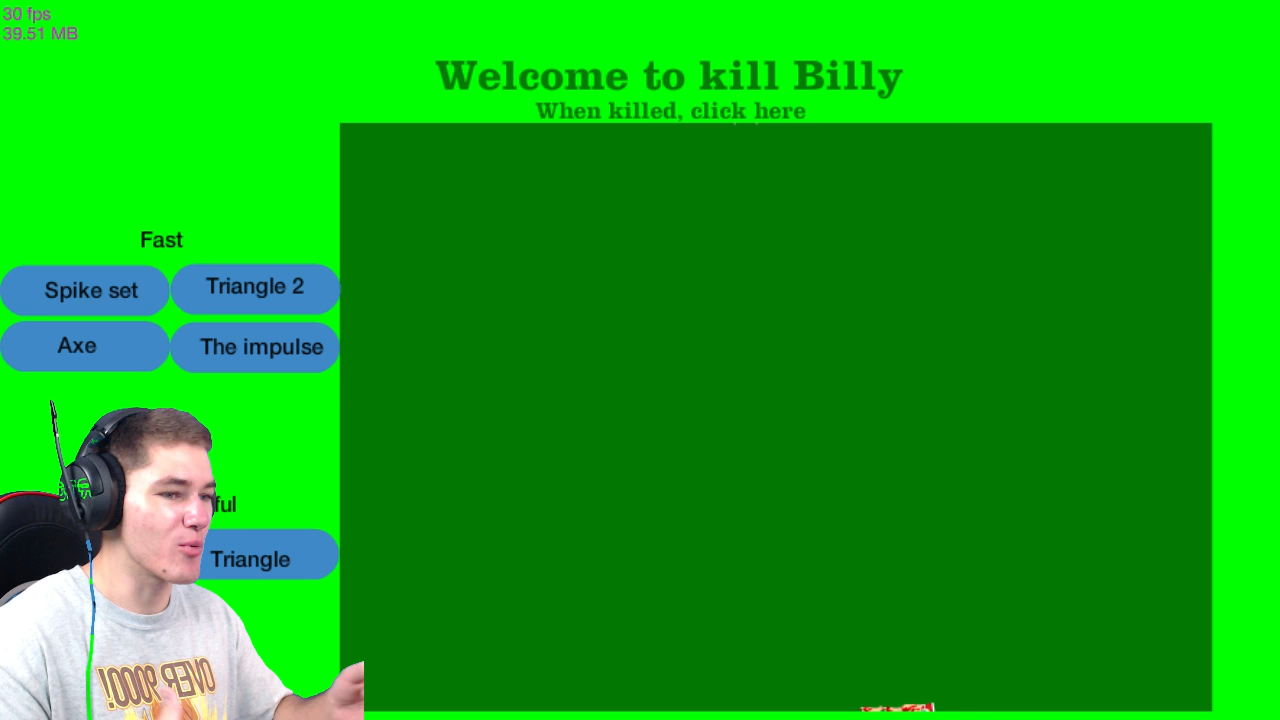 30 fps
39.51 MB
Welcome to kill Billy
When killed, click here
Fast
Spike set
Triangle 2
Axe
The impulse
ful
Triangle
OVER 9000!